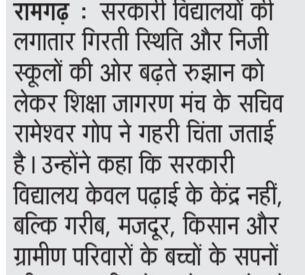 रामगढ़ : सरकारी विद्यालयों की
लगातार गिरती स्थिति और निजी
स्कूलों की ओर बढ़ते रुझान को
लेकर शिक्षा जागरण मंच के सचिव
रामेश्वर गोप ने गहरी चिंता जताई
है। उन्होंने कहा कि सरकारी
विद्यालय केवल पढ़ाई के केंद्र नहीं,
बल्कि गरीब, मजदूर, किसान और
ग्रामीण परिवारों के बच्चों के सपनों